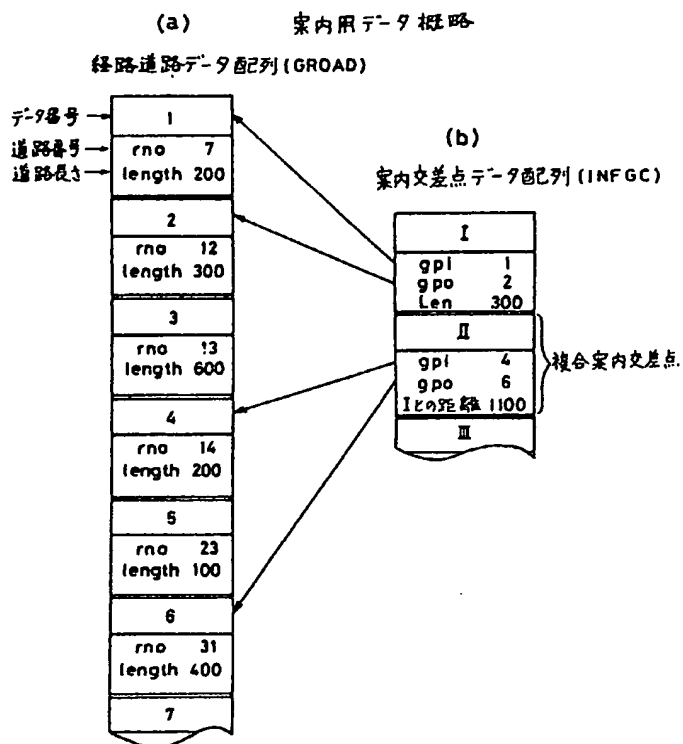 (a) 案内用データ概略
経路道路データ配列(GROAD)
データ番号
1
道路番号
rno 7
道路長さ
length 200
2
rno 12
length 300
3
rno 13
length 600
4
rno 14
length 200
5
rno 23
length 100
6
rno 31
length 400
7
(b)
案内交差点データ配列(INFGC)
I
gpi 1
gpo 2
Len 300
II
gpi 4
gpo 6
Iとの距離 1100
複合案内交差点
III